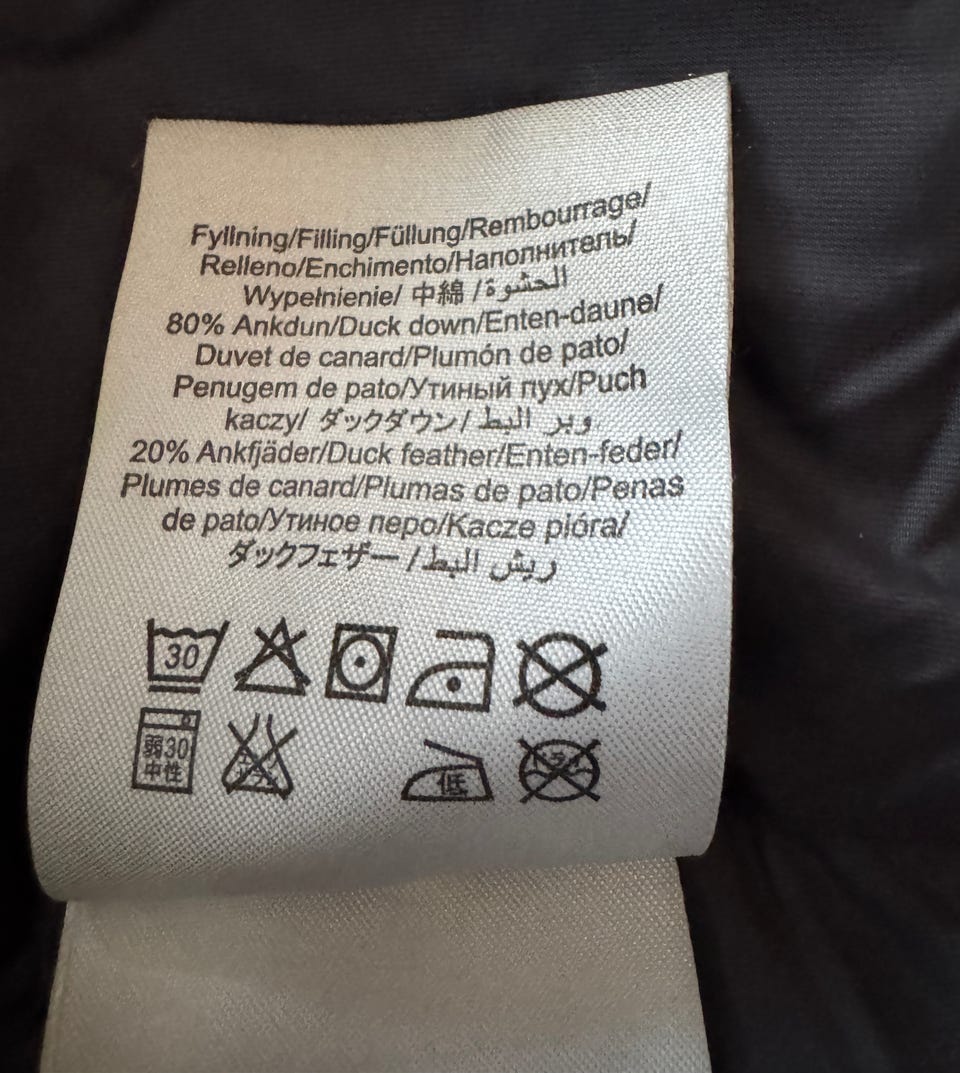 Fyllning/Filling/Füllung/Rembourrage/
Relleno/Enchimento/Наполнитель/
Wypełnienie/ 中綿 /الحشوة
80% Ankdun/Duck down/Enten-daune/
Duvet de canard/Plumón de pato/
Penugem de pato/Утиный пух/Puch
kaczy/ ダックダウン/ وبر البط
20% Ankfjäder/Duck feather/Enten-feder/
Plumes de canard/Plumas de pato/Penas
de pato/Утиное перо/Kacze pióra/
ダックフェザー/ ريش البط
30
弱30 低 ドライ
中性